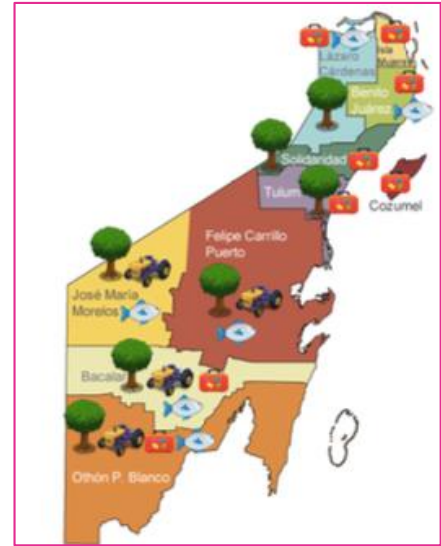 Lázaro
Cárdenas
Isla
Mujeres
Benito
Juárez
Solidaridad
Tulum
Cozumel
Felipe Carrillo
Puerto
José María
Morelos
Bacalar
Othón P. Blanco